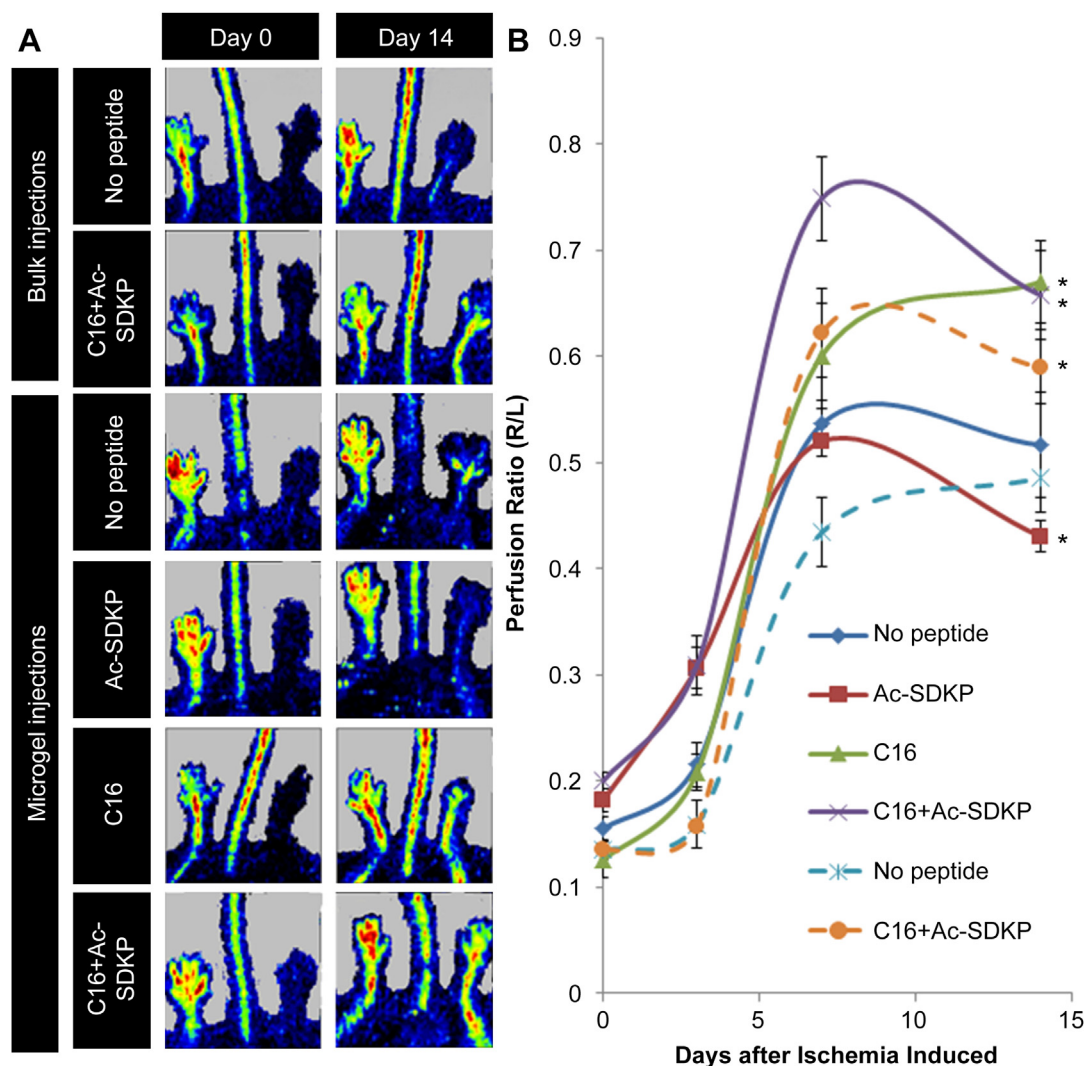 A
Day 0
Day 14
Bulk injections
No peptide
C16+Ac-
SDKP
Microgel injections
No peptide
Ac-SDKP
C16
C16+Ac-
SDKP
B
Perfusion Ratio (R/L)
0.9
0.8
0.7
0.6
0.5
0.4
0.3
0.2
0.1
0
*
*
*
*
No peptide
Ac-SDKP
C16
C16+Ac-SDKP
No peptide
C16+Ac-SDKP
0
5
10
15
Days after Ischemia Induced